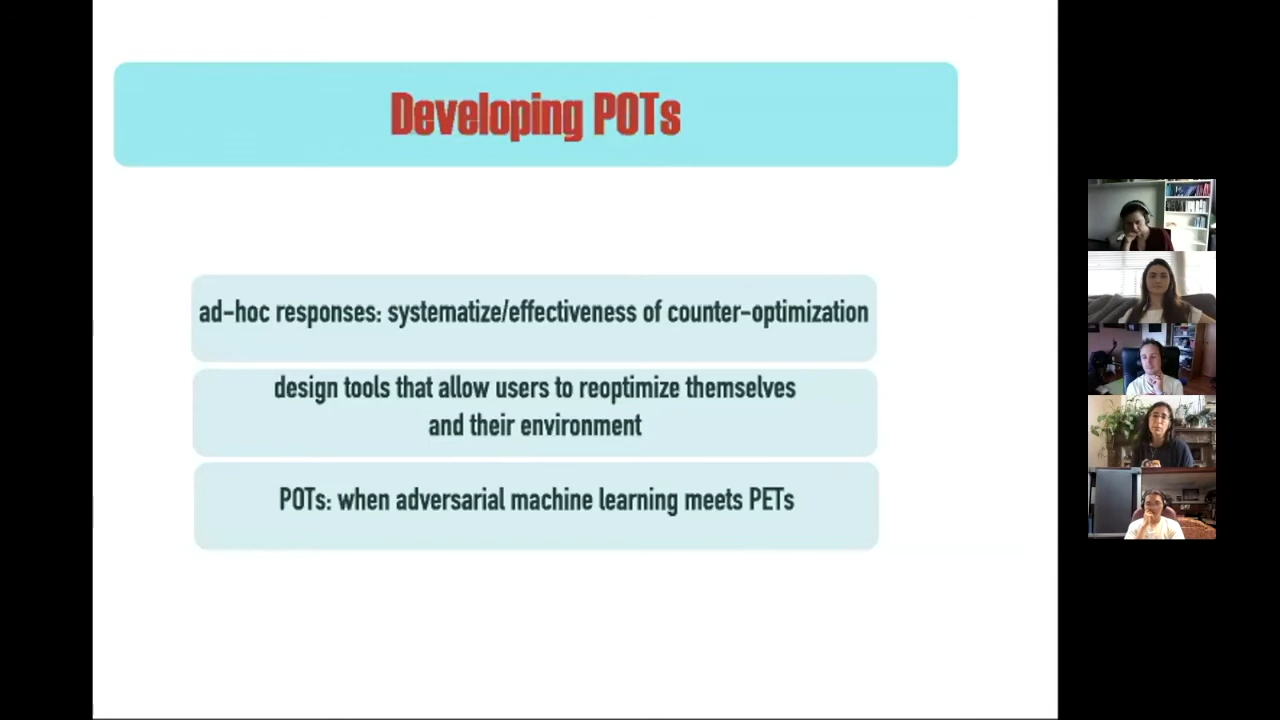 Developing POTs
ad-hoc responses: systematize/effectiveness of counter-optimization
design tools that allow users to reoptimize themselves
and their environment
POTs: when adversarial machine learning meets PETs